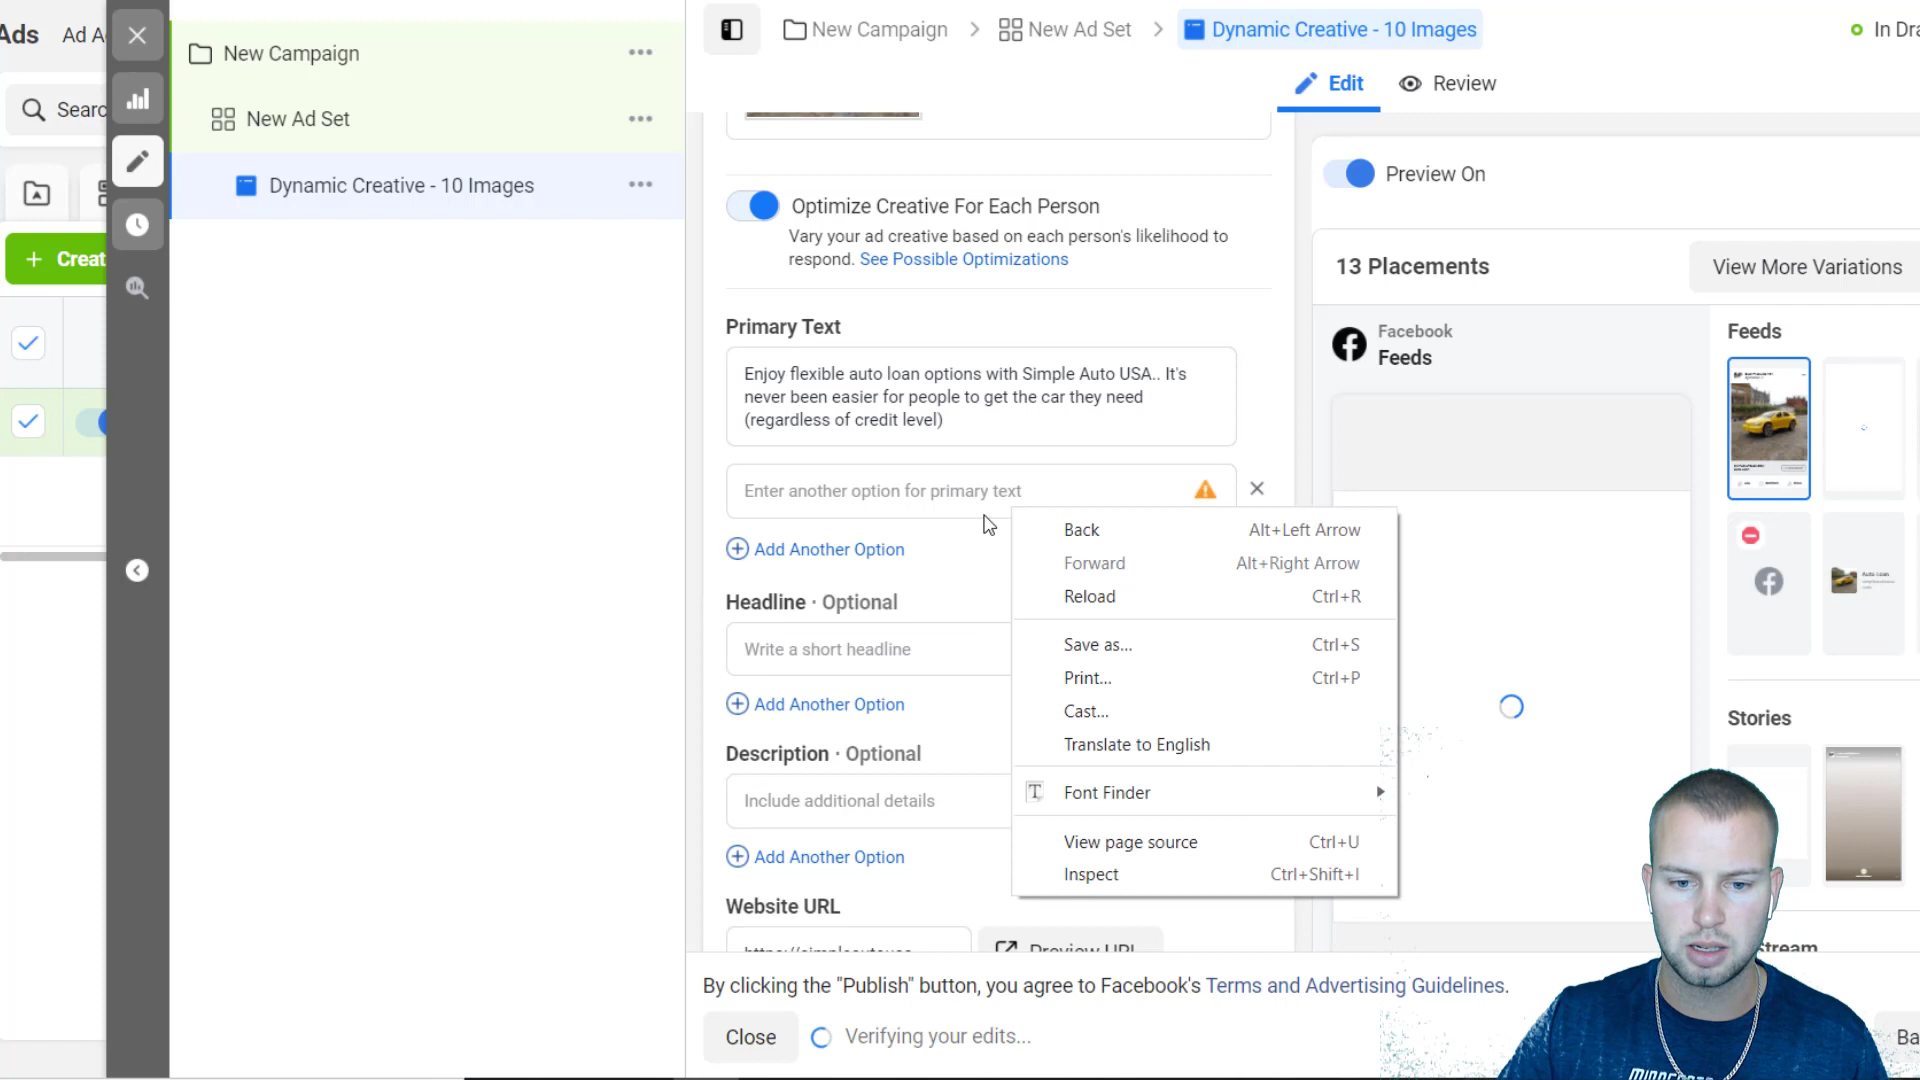 Ads
Ad A
Searc
Creat
New Campaign
New Ad Set
Dynamic Creative - 10 Images
New Campaign
New Ad Set
Dynamic Creative - 10 Images
In Dra
Edit
Review
Optimize Creative For Each Person
Vary your ad creative based on each person's likelihood to
respond. See Possible Optimizations
Primary Text
Enjoy flexible auto loan options with Simple Auto USA.. It's
never been easier for people to get the car they need
(regardless of credit level)
Enter another option for primary text
Add Another Option
Headline · Optional
Write a short headline
Add Another Option
Description · Optional
Include additional details
Add Another Option
Website URL
Preview URL
Back Alt+Left Arrow
Forward Alt+Right Arrow
Reload Ctrl+R
Save as... Ctrl+S
Print... Ctrl+P
Cast...
Translate to English
Font Finder
View page source Ctrl+U
Inspect Ctrl+Shift+I
Preview On
13 Placements
View More Variations
Facebook
Feeds
Feeds
Stories
Stream
By clicking the "Publish" button, you agree to Facebook's Terms and Advertising Guidelines.
Close
Verifying your edits...
Ba